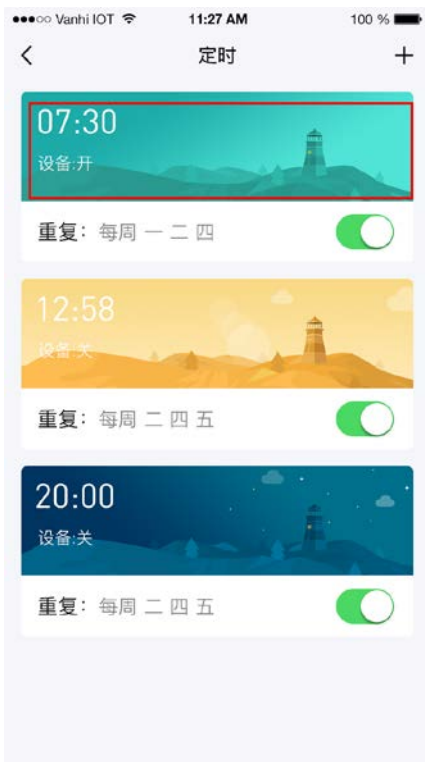 Vanhi IOT 11:27 AM 100 %
定时
07:30
设备:开
重复：每周 一 二 四
12:58
设备:关
重复：每周 二 四 五
20:00
设备:关
重复：每周 二 四 五